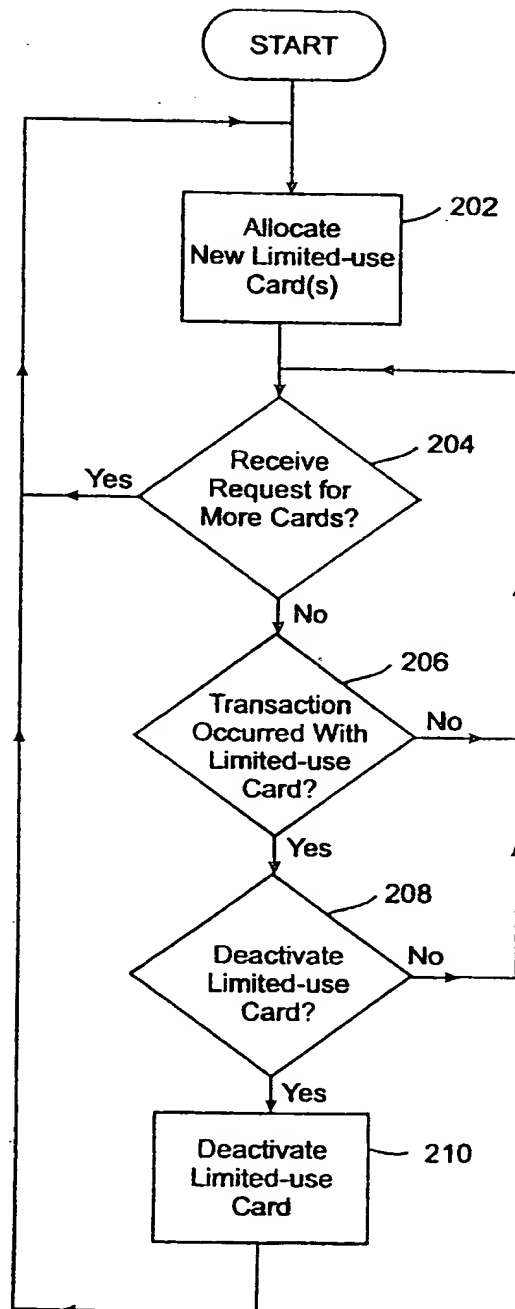 START
202
Allocate
New Limited-use
Card(s)
204
Yes
Receive
Request for
More Cards?
No
206
Transaction
Occurred With
Limited-use
Card?
No
Yes
208
Deactivate
Limited-use
Card?
No
Yes
210
Deactivate
Limited-use
Card